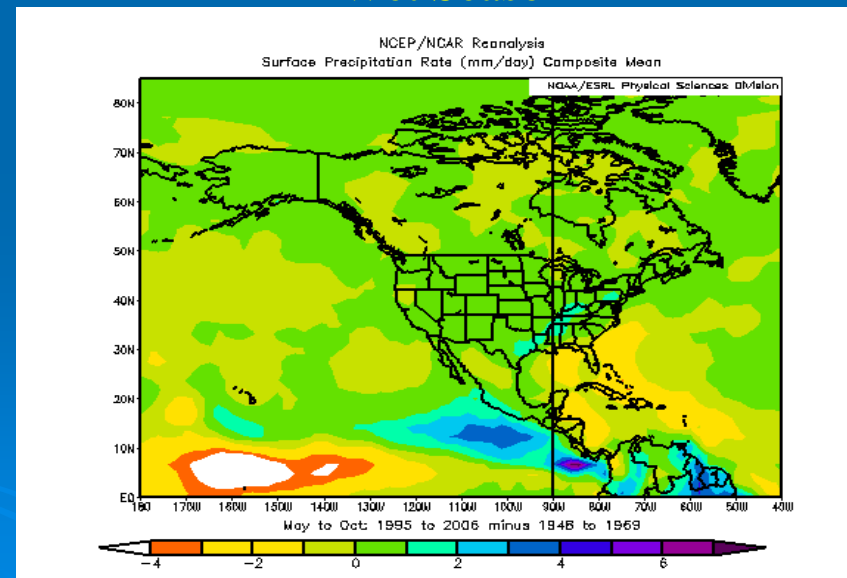 NCEP/NCAR Reanalysis
Surface Precipitation Rate (mm/day) Composite Mean
NOAA/ESRL Physical Sciences Division
80N
70N
60N
50N
40N
30N
20N
10N
EQ
180 170W 160W 150W 140W 130W 120W 110W 100W 90W 80W 70W 60W 50W 40W
May to Oct: 1995 to 2006 minus 1948 to 1969
-4 -2 0 2 4 6